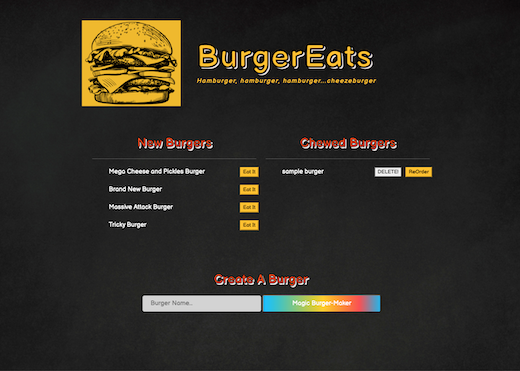 BurgerEats
Hamburger, hamburger, hamburger...cheezeburger
New Burgers
Chewed Burgers
Mega Cheese and Pickles Burger Eat It
sample burger DELETE! ReOrder
Brand New Burger Eat It
Massive Attack Burger Eat It
Tricky Burger Eat It
Create A Burger
Burger Name... Magic Burger-Maker